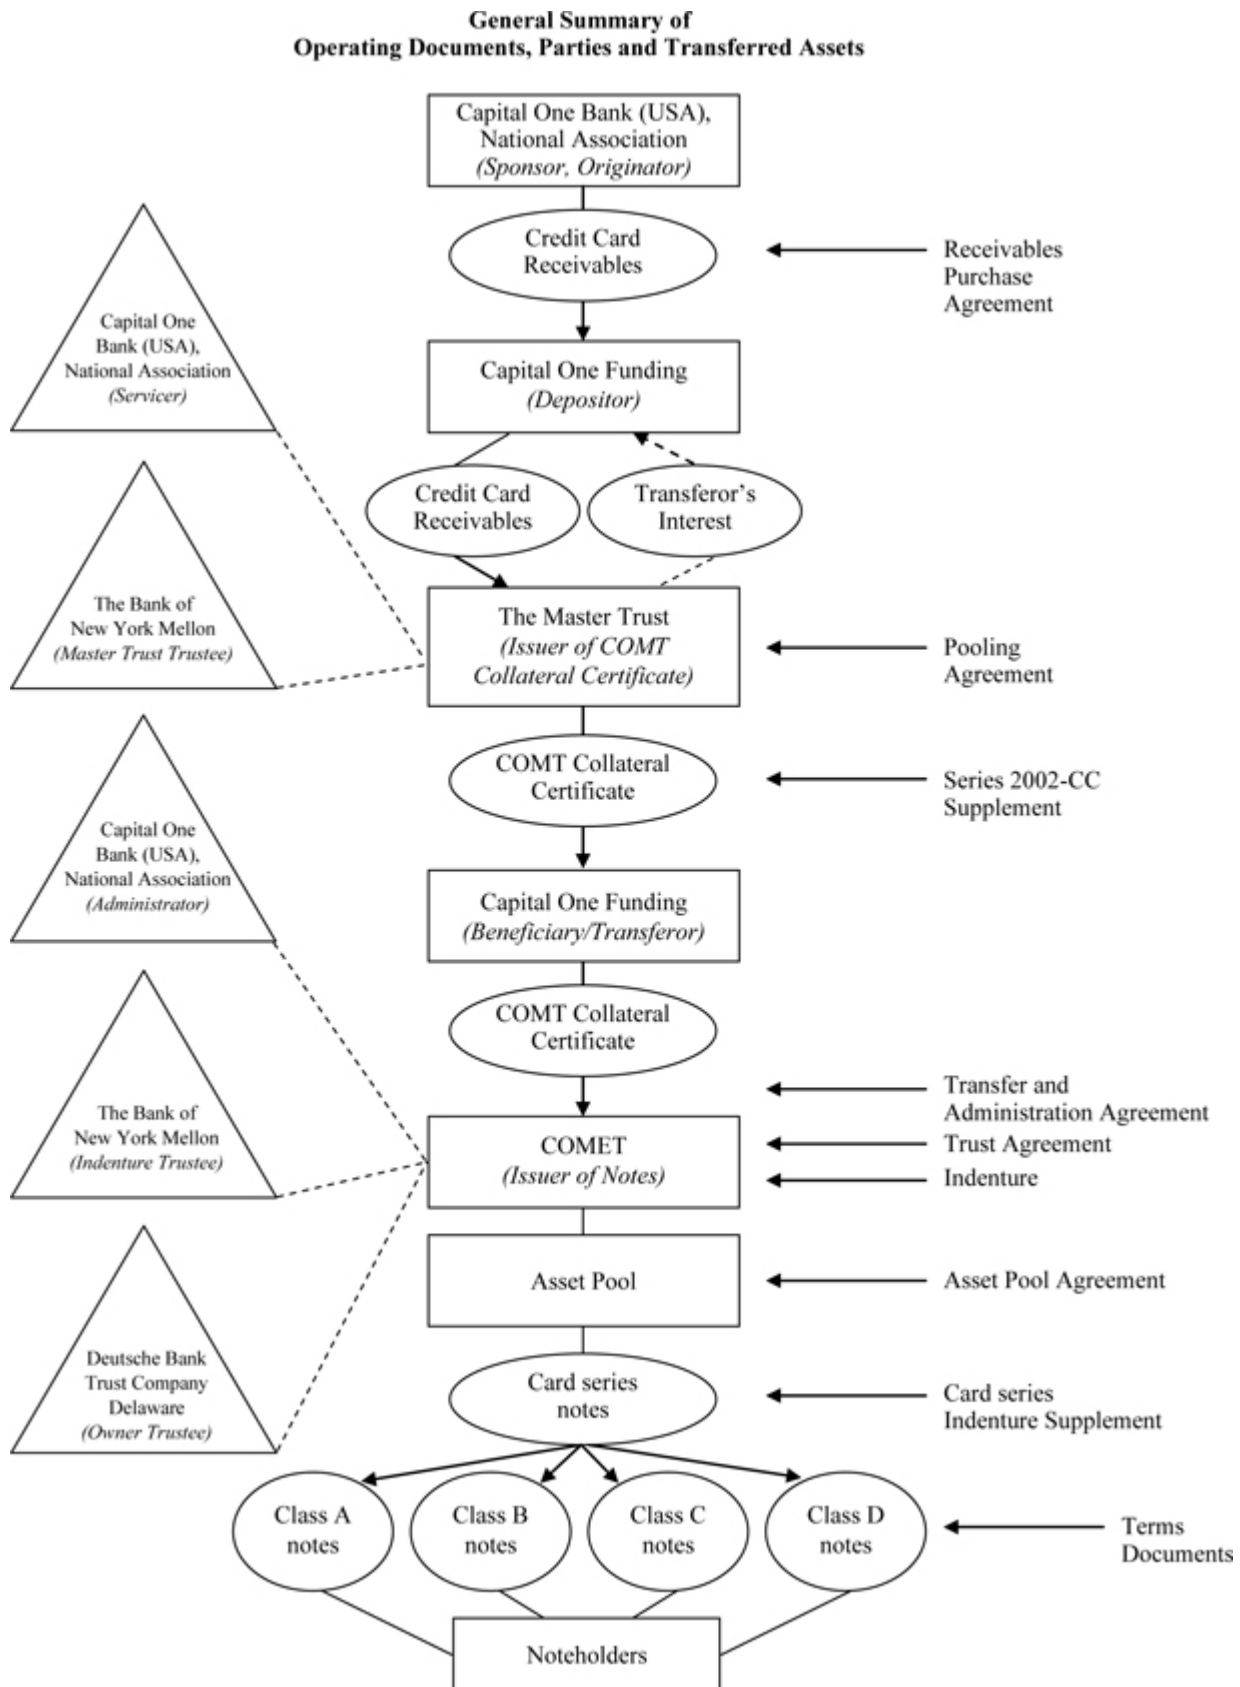 General Summary of
Operating Documents, Parties and Transferred Assets
Capital One Bank (USA),
National Association
(Sponsor, Originator)
Credit Card
Receivables
Receivables
Purchase
Agreement
Capital One
Bank (USA),
National Association
(Servicer)
Capital One Funding
(Depositor)
Credit Card
Receivables
Transferor's
Interest
The Bank of
New York Mellon
(Master Trust Trustee)
The Master Trust
(Issuer of COMT
Collateral Certificate)
Pooling
Agreement
COMT Collateral
Certificate
Series 2002-CC
Supplement
Capital One
Bank (USA),
National Association
(Administrator)
Capital One Funding
(Beneficiary/Transferor)
COMT Collateral
Certificate
Transfer and
Administration Agreement
The Bank of
New York Mellon
(Indenture Trustee)
COMET
(Issuer of Notes)
Trust Agreement
Indenture
Asset Pool
Asset Pool Agreement
Deutsche Bank
Trust Company
Delaware
(Owner Trustee)
Card series
notes
Card series
Indenture Supplement
Class A
notes
Class B
notes
Class C
notes
Class D
notes
Terms
Documents
Noteholders